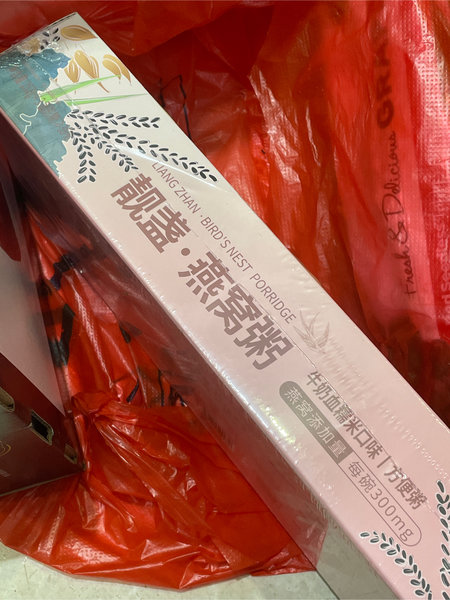 靓盏·燕窝粥
LIANG ZHAN · BIRD'S NEST PORRIDGE
牛奶血糯米口味 | 方便粥
燕窝添加量 每碗300mg
Fresh & Delicious